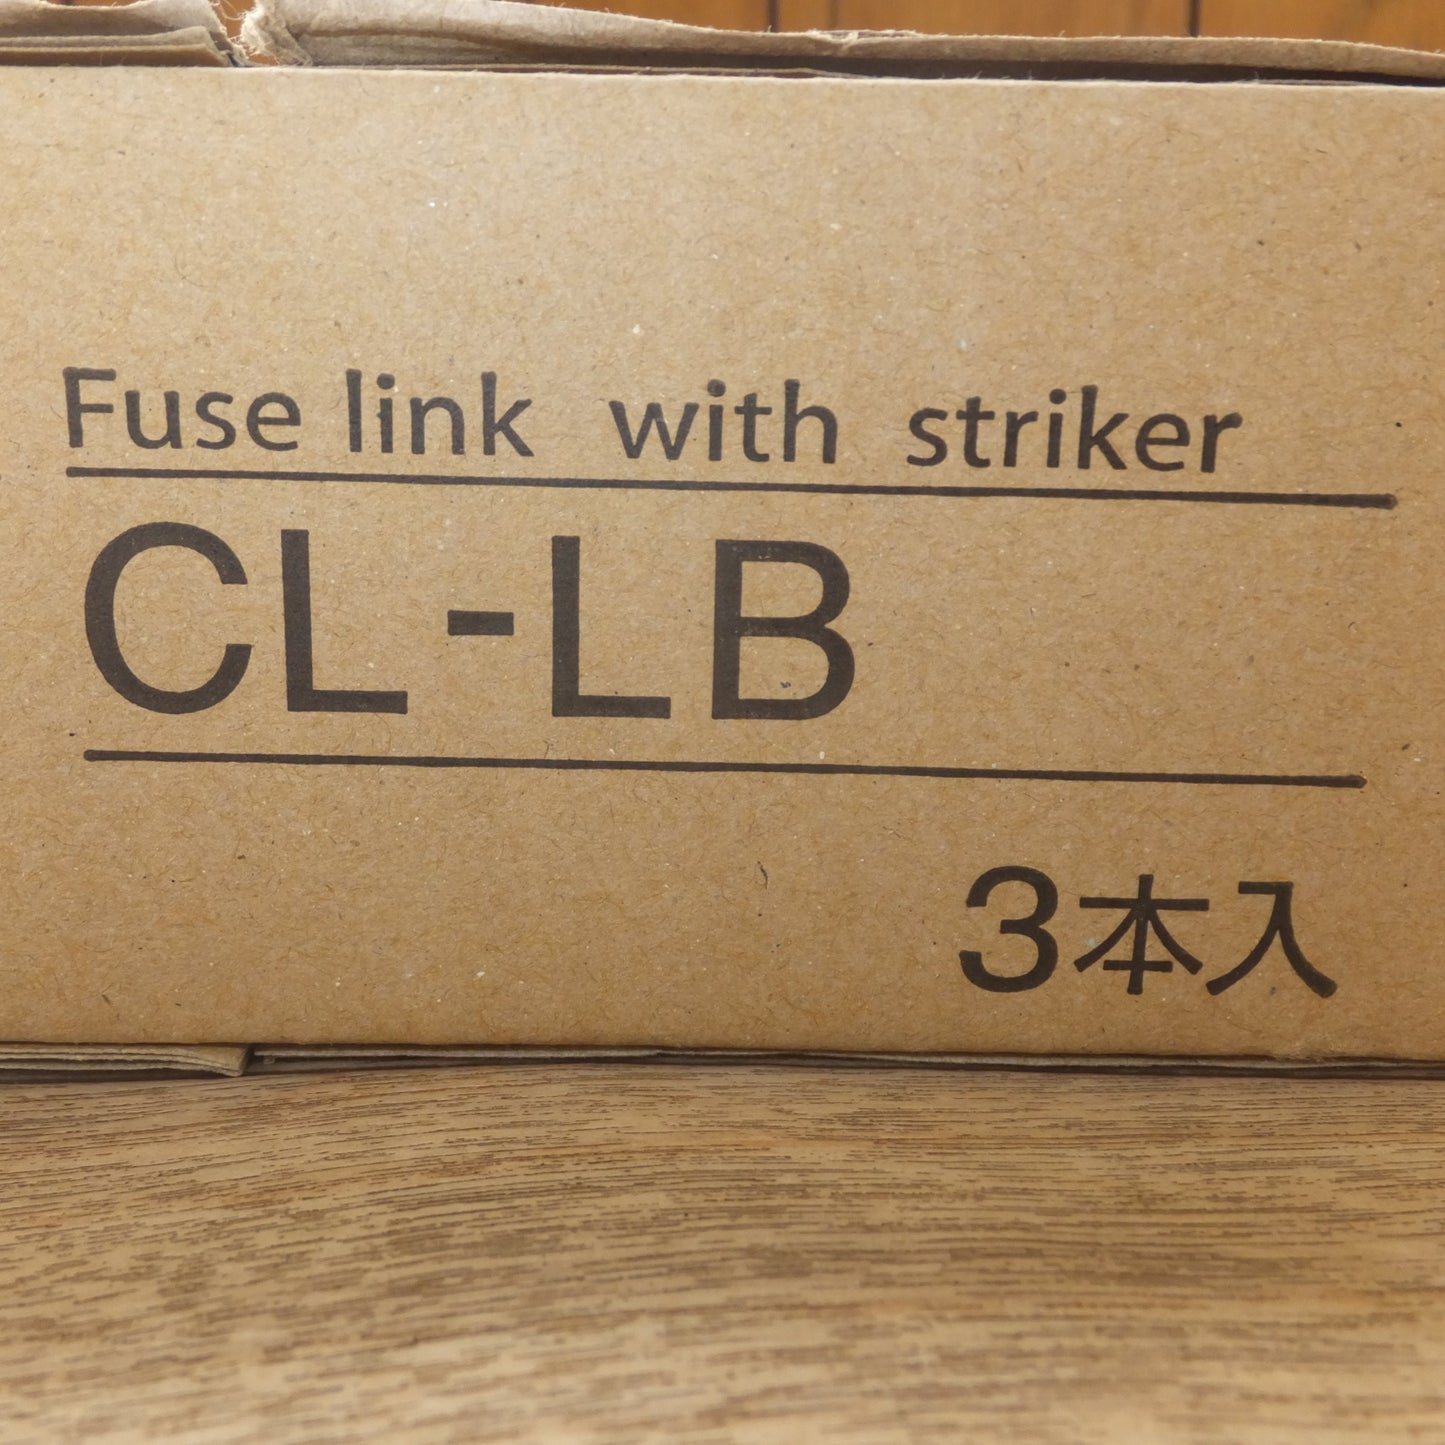 Fuse link with striker
CL-LB
3本入